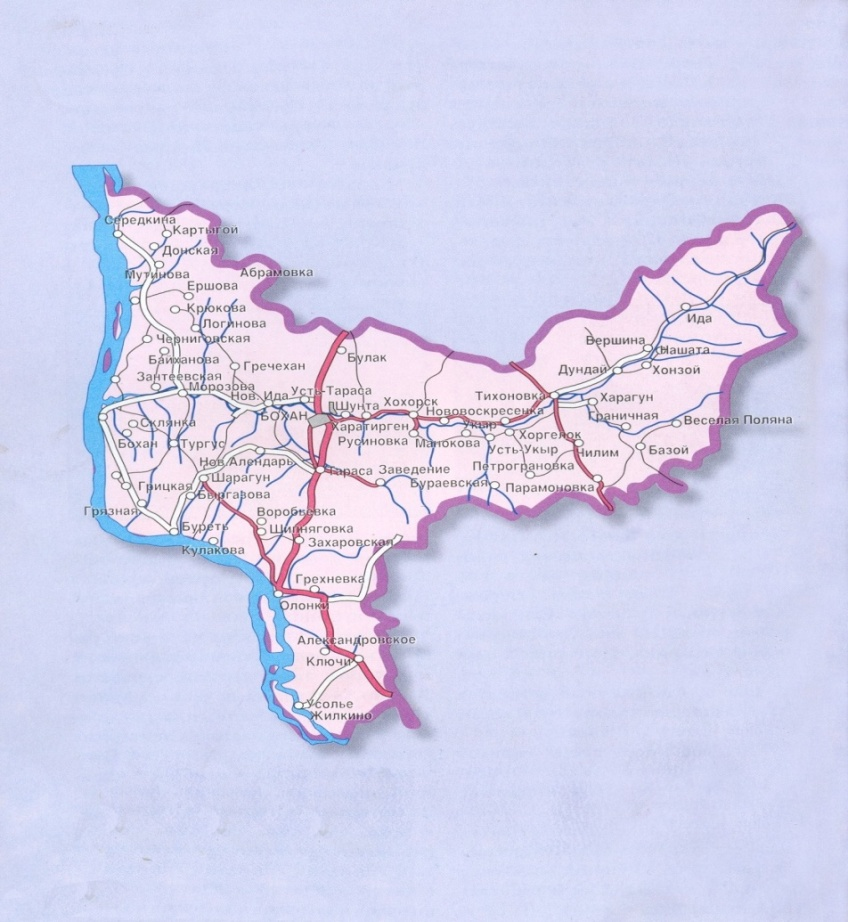 Середкина
Картыгой
Донская
Мутинова
Абрамовка
Ершова
Крюкова
Логинова
Ида
Черниговская
Вершина
Нашата
Булак
Байханова
Гречехан
Дундай
Хонзой
Зантеевская
Морозова
Нов. Ида
Усть-Тараса
Тихоновка
Харагун
Шунта
Хохорск
Нововоскресенка
Граничная
БОХАН
Веселая Поляна
Склянка
Харатирген
Укыр
Хоргелок
Бохан
Тургус
Русиновка
Манокова
Усть-Укыр
Чилим
Базой
Нов.Алендарь
Тараса
Заведение
Петрограновка
Шарагун
Бураевская
Парамоновка
Грицкая
Быргазова
Грязная
Воробьевка
Буреть
Ширяговка
Захаровская
Кулакова
Грехневка
Олонки
Александровское
Ключи
Усолье
Жилкино